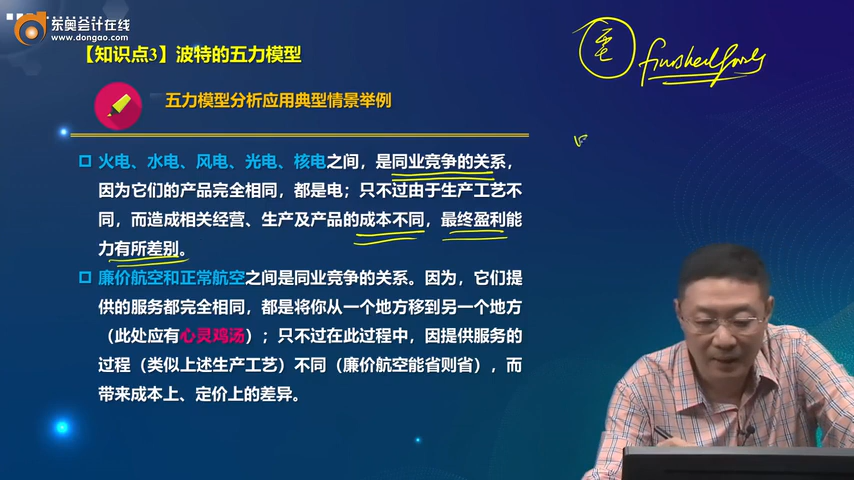 东奥会计在线
www.dongao.com
【知识点3】波特的五力模型
五力模型分析应用典型情景举例
火电、水电、风电、光电、核电之间，是同业竞争的关系，
因为它们的产品完全相同，都是电；只不过由于生产工艺不
同，而造成相关经营、生产及产品的成本不同，最终盈利能
力有所差别。
廉价航空和正常航空之间是同业竞争的关系。因为，它们提
供的服务都完全相同，都是将你从一个地方移到另一个地方
（此处应有心灵鸡汤）；只不过在此过程中，因提供服务的
过程（类似上述生产工艺）不同（廉价航空能省则省），而
带来成本上、定价上的差异。
finished goods